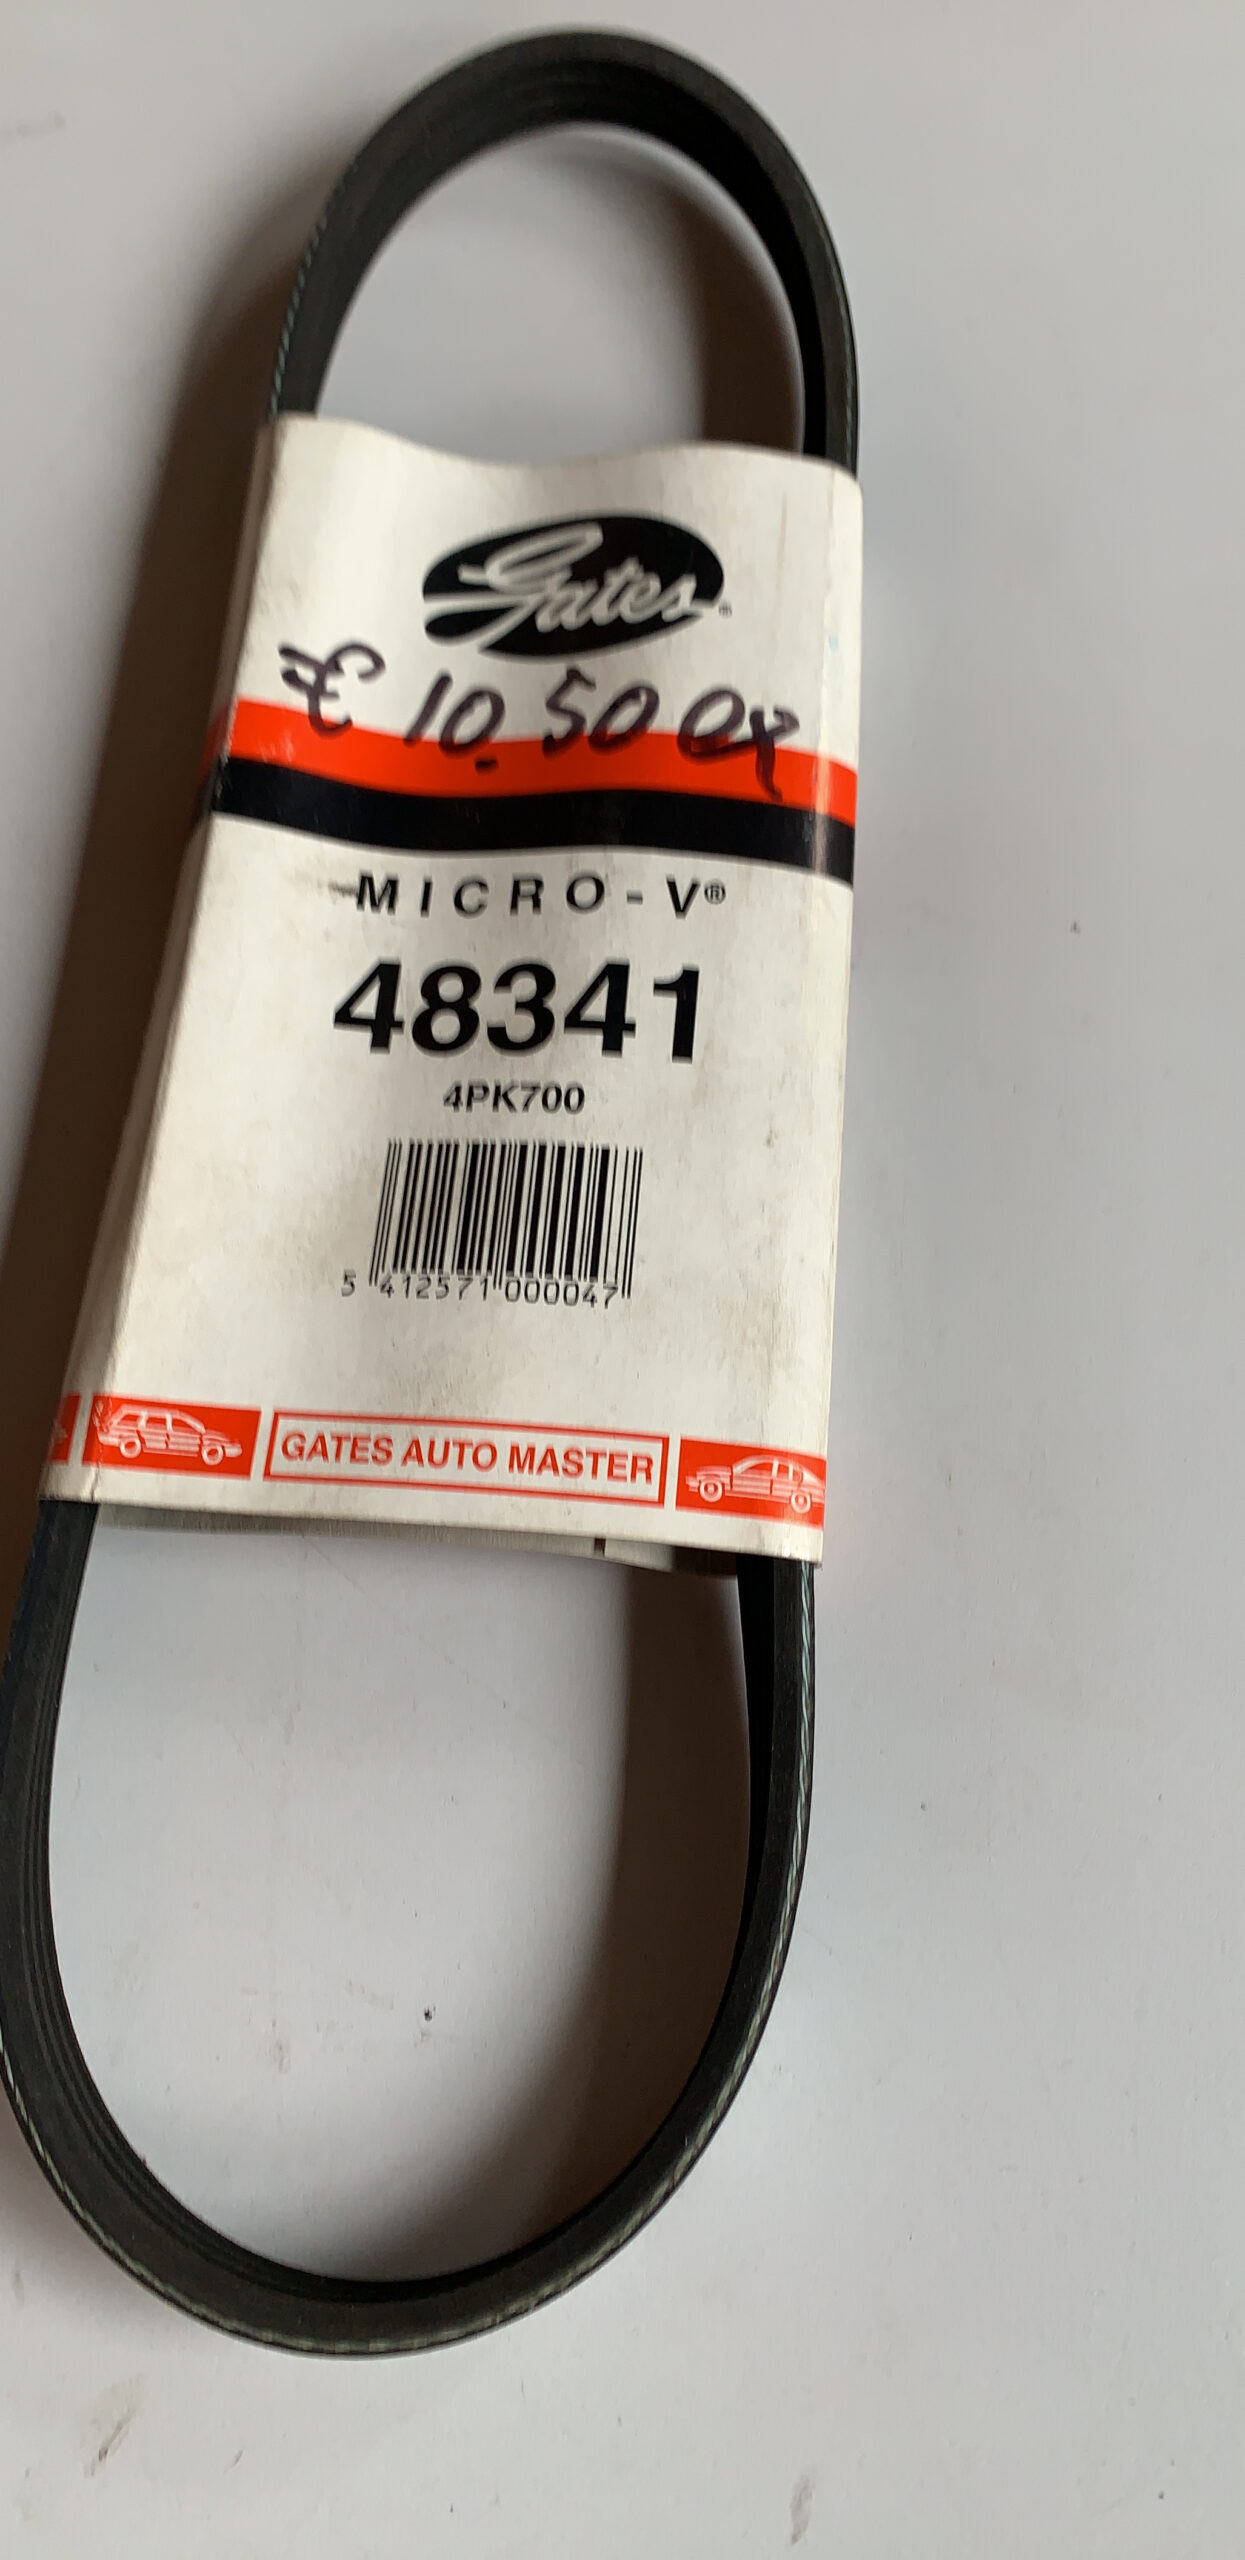 Gates®
€ 10.50 ex
MICRO-V®
48341
4PK700
5 412571 000047
GATES AUTO MASTER